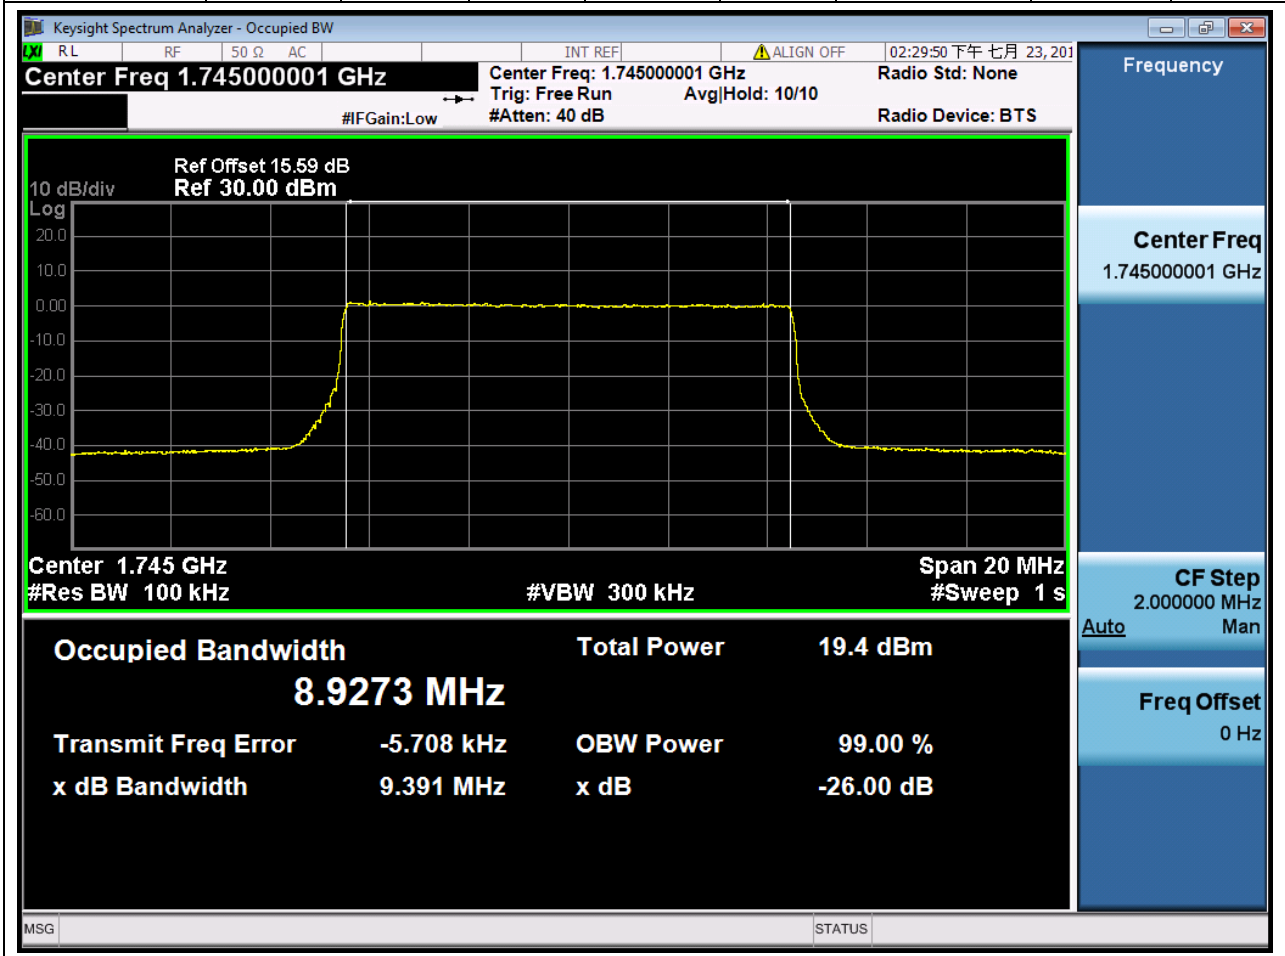 Keysight Spectrum Analyzer - Occupied BW
LXI RL RF 50 Ω AC INT REF ALIGN OFF 02:29:50 下午 七月 23, 201
Center Freq 1.745000001 GHz
Center Freq: 1.745000001 GHz Radio Std: None
Trig: Free Run Avg|Hold: 10/10
#IFGain:Low #Atten: 40 dB Radio Device: BTS
Ref Offset 15.59 dB
10 dB/div Ref 30.00 dBm
Log
20.0
10.0
0.00
-10.0
-20.0
-30.0
-40.0
-50.0
-60.0
Center 1.745 GHz Span 20 MHz
#Res BW 100 kHz #VBW 300 kHz #Sweep 1 s
Occupied Bandwidth Total Power 19.4 dBm
8.9273 MHz
Transmit Freq Error -5.708 kHz OBW Power 99.00 %
x dB Bandwidth 9.391 MHz x dB -26.00 dB
MSG STATUS
Frequency
Center Freq
1.745000001 GHz
CF Step
2.000000 MHz
Auto Man
Freq Offset
0 Hz